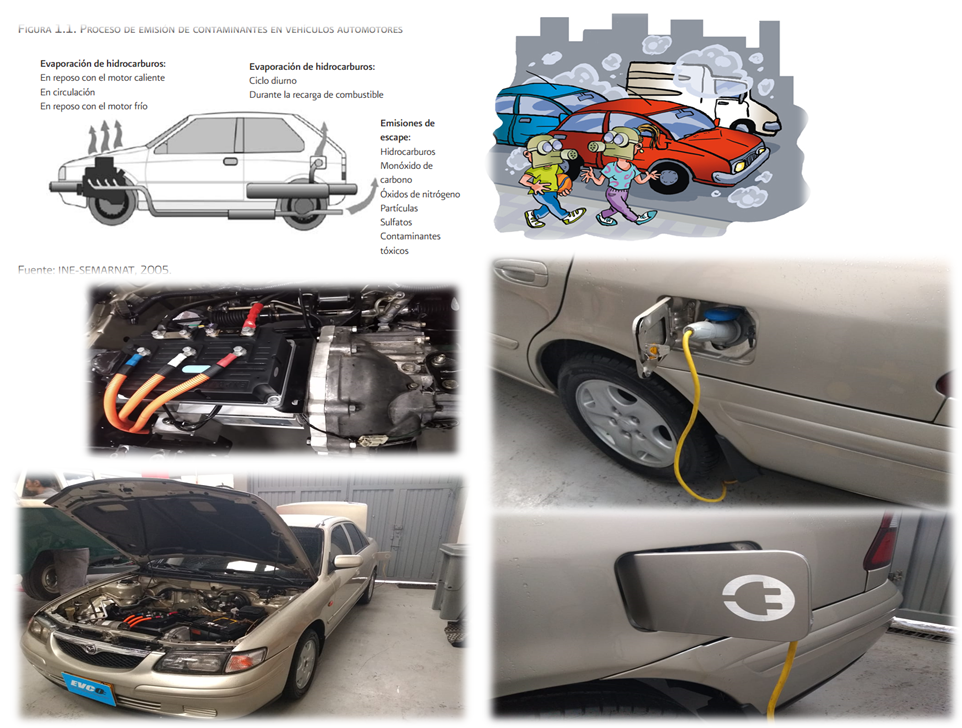 FIGURA 1.1. PROCESO DE EMISIÓN DE CONTAMINANTES EN VEHÍCULOS AUTOMOTORES
Evaporación de hidrocarburos:
En reposo con el motor caliente
En circulación
En reposo con el motor frío
Evaporación de hidrocarburos:
Ciclo diurno
Durante la recarga de combustible
Emisiones de
escape:
Hidrocarburos
Monóxido de
carbono
Óxidos de nitrógeno
Partículas
Sulfatos
Contaminantes
tóxicos
Fuente: INE-SEMARNAT, 2005.
EVCO